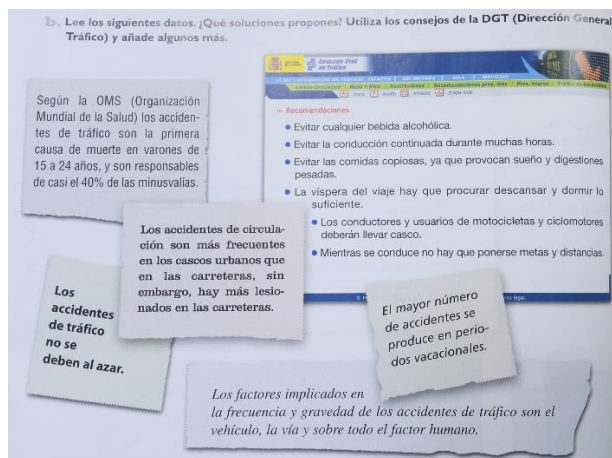 b. Lee los siguientes datos. ¿Qué soluciones propones? Utiliza los consejos de la DGT (Dirección General
Tráfico) y añade algunos más.
Según la OMS (Organización
Mundial de la Salud) los acciden-
tes de tráfico son la primera
causa de muerte en varones de
15 a 24 años, y son responsables
de casi el 40% de las minusvalías.
Dirección Gral.
de Tráfico
Recomendaciones
• Evitar cualquier bebida alcohólica.
• Evitar la conducción continuada durante muchas horas.
• Evitar las comidas copiosas, ya que provocan sueño y digestiones
pesadas.
• La víspera del viaje hay que procurar descansar y dormir lo
suficiente.
• Los conductores y usuarios de motocicletas y ciclomotores
deberán llevar casco.
• Mientras se conduce no hay que ponerse metas y distancias.
Los accidentes de circula-
ción son más frecuentes
en los cascos urbanos que
en las carreteras, sin
embargo, hay más lesio-
nados en las carreteras.
Los
accidentes
de tráfico
no se
deben al azar.
El mayor número
de accidentes se
produce en perio-
dos vacacionales.
Los factores implicados en
la frecuencia y gravedad de los accidentes de tráfico son el
vehículo, la vía y sobre todo el factor humano.